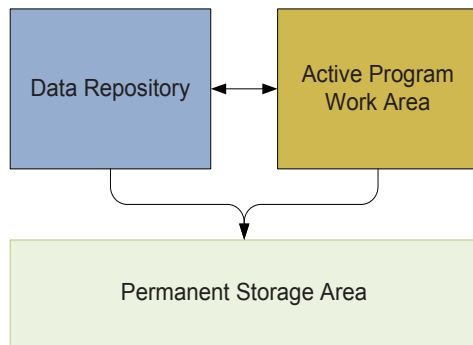 Data Repository
Active Program
Work Area
Permanent Storage Area